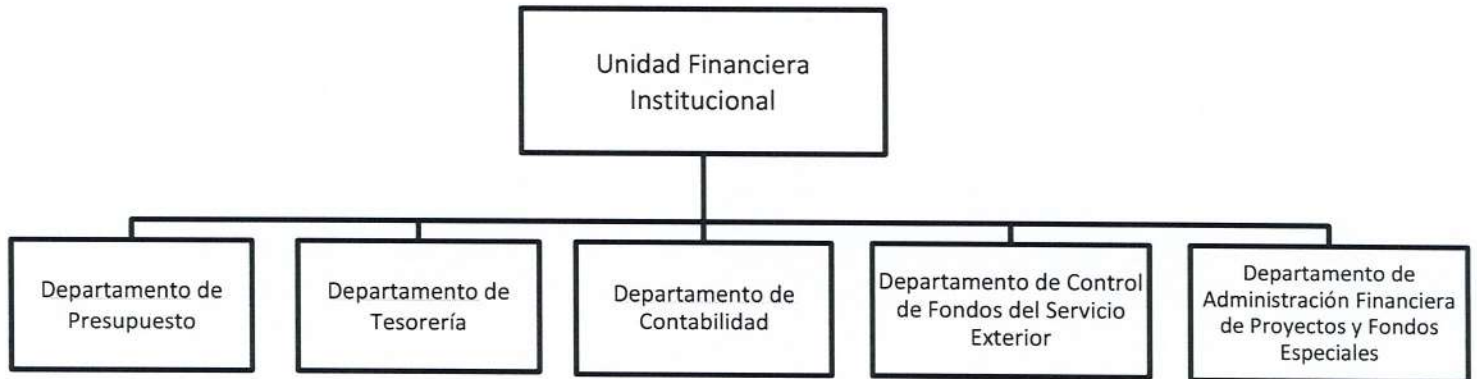 Unidad Financiera
Institucional
Departamento de
Presupuesto
Departamento de
Tesorería
Departamento de
Contabilidad
Departamento de Control
de Fondos del Servicio
Exterior
Departamento de
Administración Financiera
de Proyectos y Fondos
Especiales